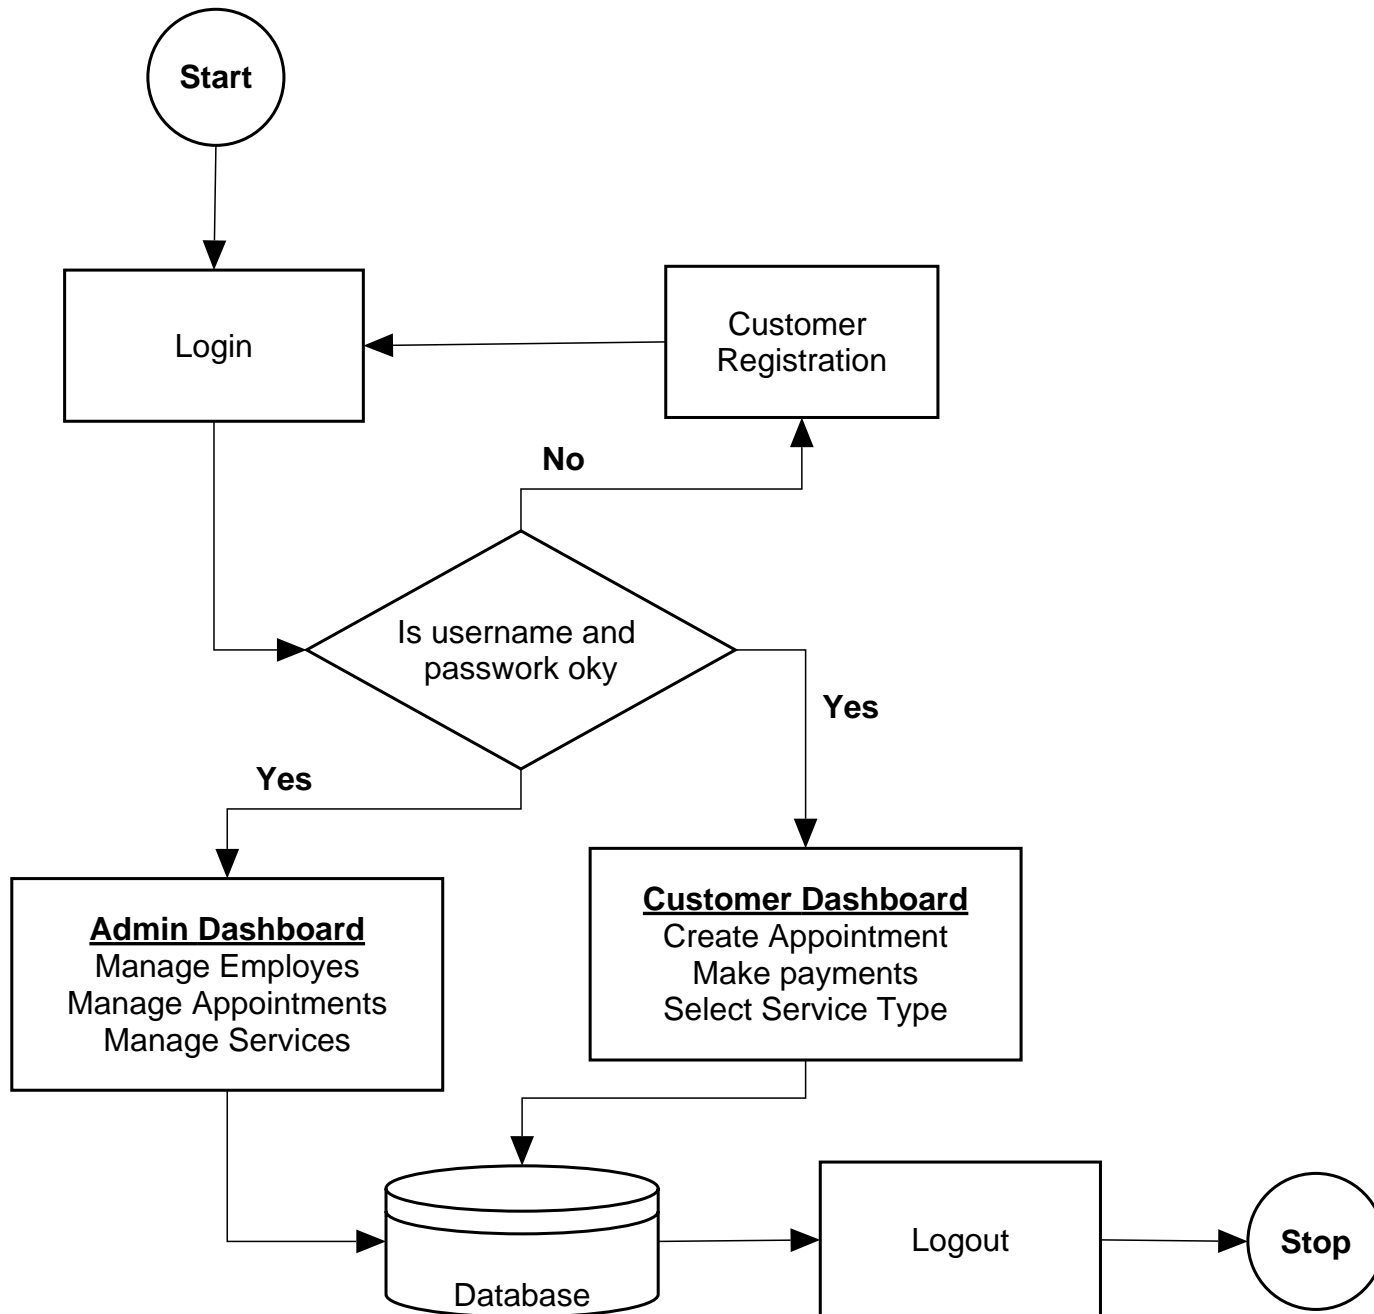 Start
Login
Customer
Registration
No
Is username and
passwork oky
Yes
Yes
Admin Dashboard
Manage Employes
Manage Appointments
Manage Services
Customer Dashboard
Create Appointment
Make payments
Select Service Type
Database
Logout
Stop